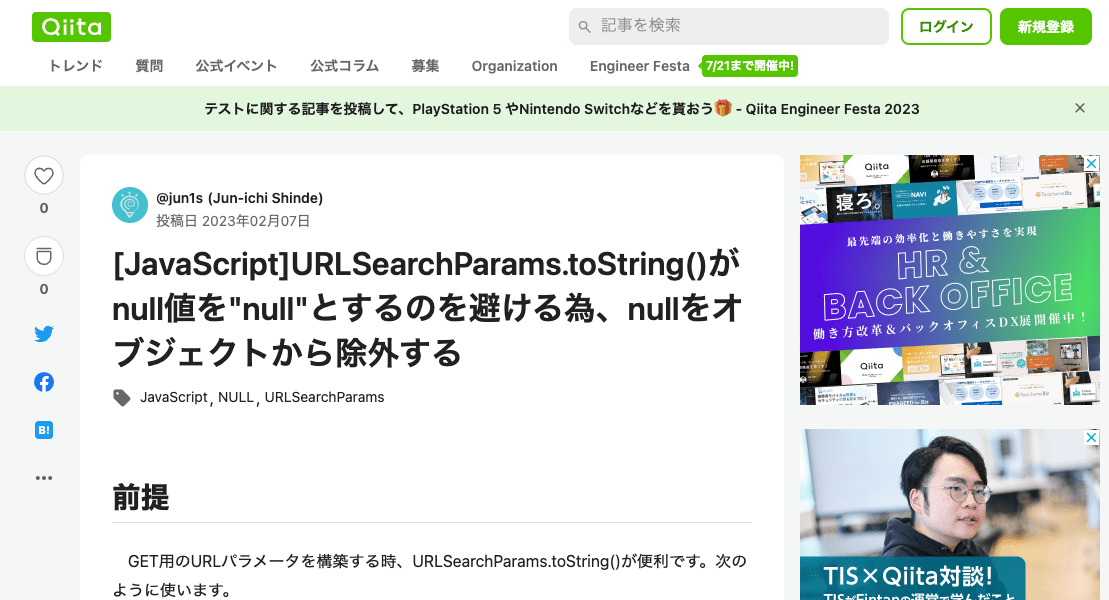 Qiita
記事を検索
ログイン
新規登録
トレンド
質問
公式イベント
公式コラム
募集
Organization
Engineer Festa
7/21まで開催中!
テストに関する記事を投稿して、PlayStation 5 やNintendo Switchなどを貰おう🎁 - Qiita Engineer Festa 2023
0
0
B!
@jun1s (Jun-ichi Shinde)
投稿日 2023年02月07日
[JavaScript]URLSearchParams.toString()が
null値を"null"とするのを避ける為、nullをオ
ブジェクトから除外する
JavaScript , NULL , URLSearchParams
前提
GET用のURLパラメータを構築する時、URLSearchParams.toString()が便利です。次の
ように使います。
Qiita
寝ろ。
NAVI
最先端の効率化と働きやすさを実現
HR &
BACK OFFICE
働き方改革&バックオフィスDX展開催中!
Qiita
TIS×Qiita対談!
TISがFintanの運営で学んだこと